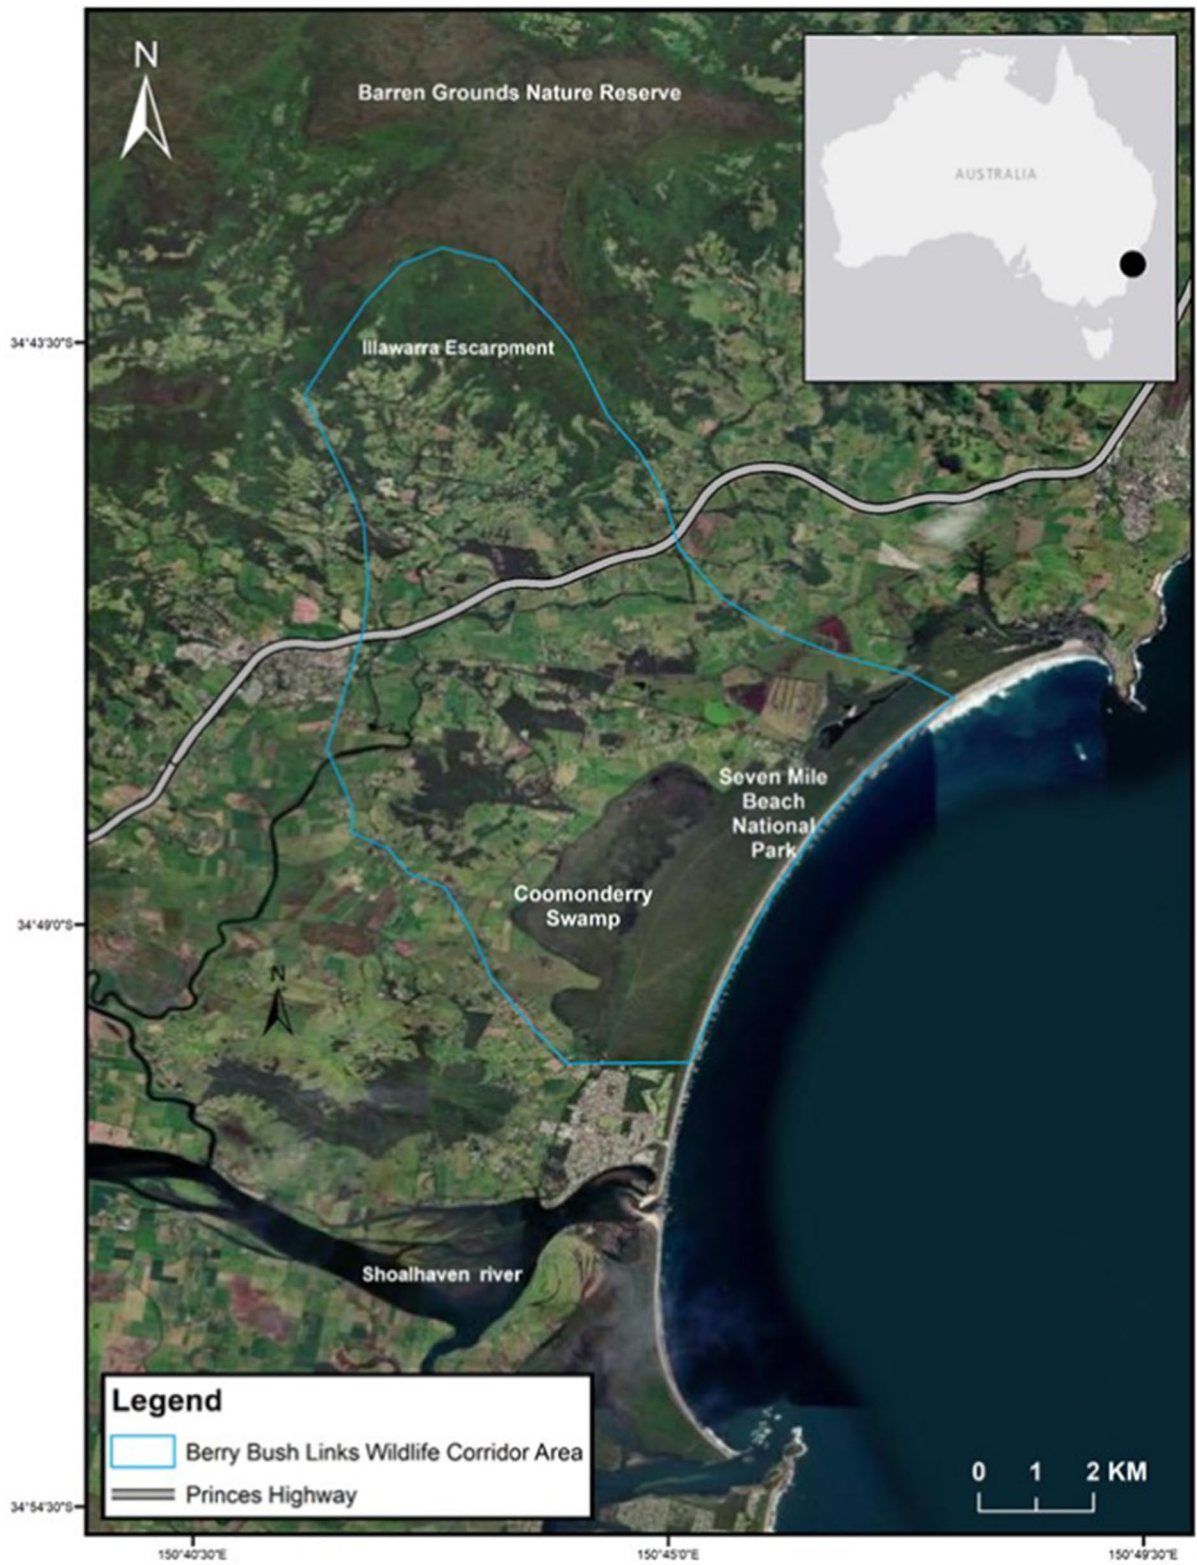 N
Barren Grounds Nature Reserve
AUSTRALIA
34°43'30"S
Illawarra Escarpment
Seven Mile
Beach
National
Park
Coomonderry
Swamp
34°49'0"S
N
Shoalhaven river
Legend
Berry Bush Links Wildlife Corridor Area
Princes Highway
0 1 2 KM
34°54'30"S
150°40'30"E 150°45'0"E 150°49'30"E